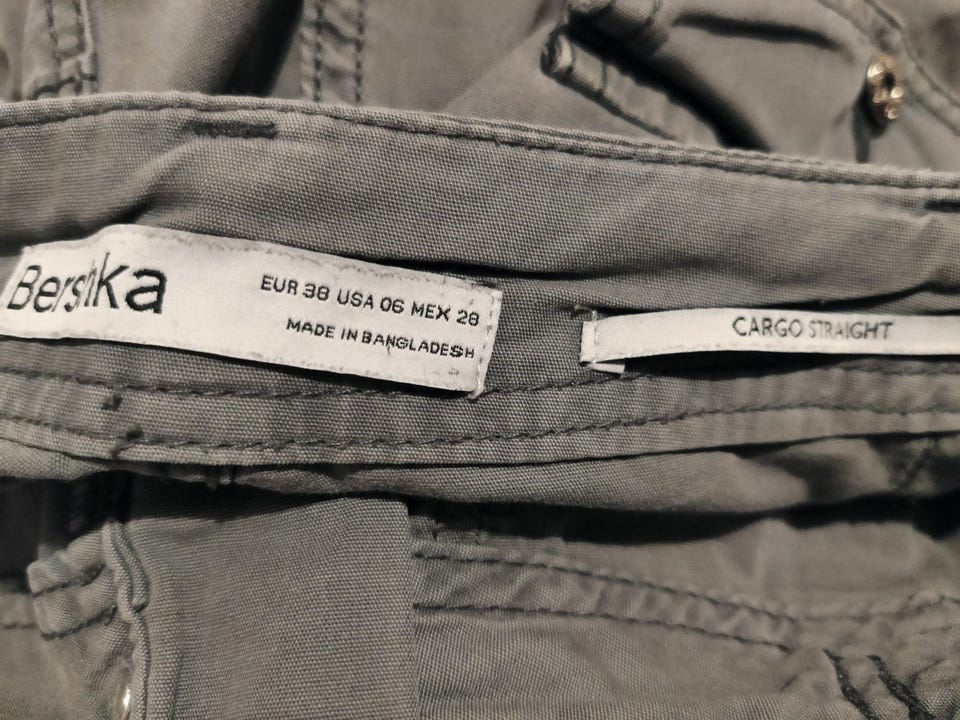 Bershka
EUR 38 USA 06 MEX 28
MADE IN BANGLADESH
CARGO STRAIGHT